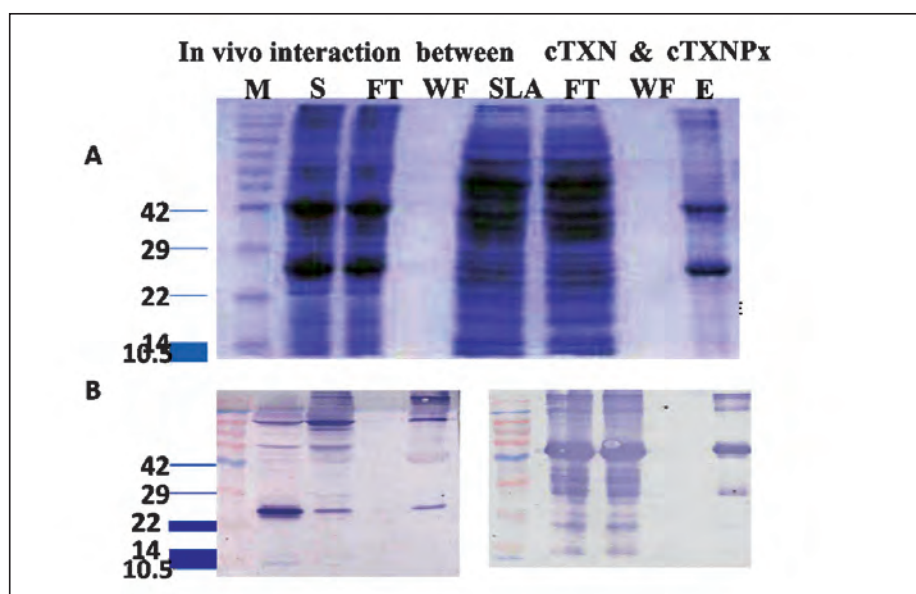 In vivo interaction between cTXN & cTXNPx
M S FT WF SLA FT WF E
A
42
29
22
14
10.5
B
42
29
22
14
10.5